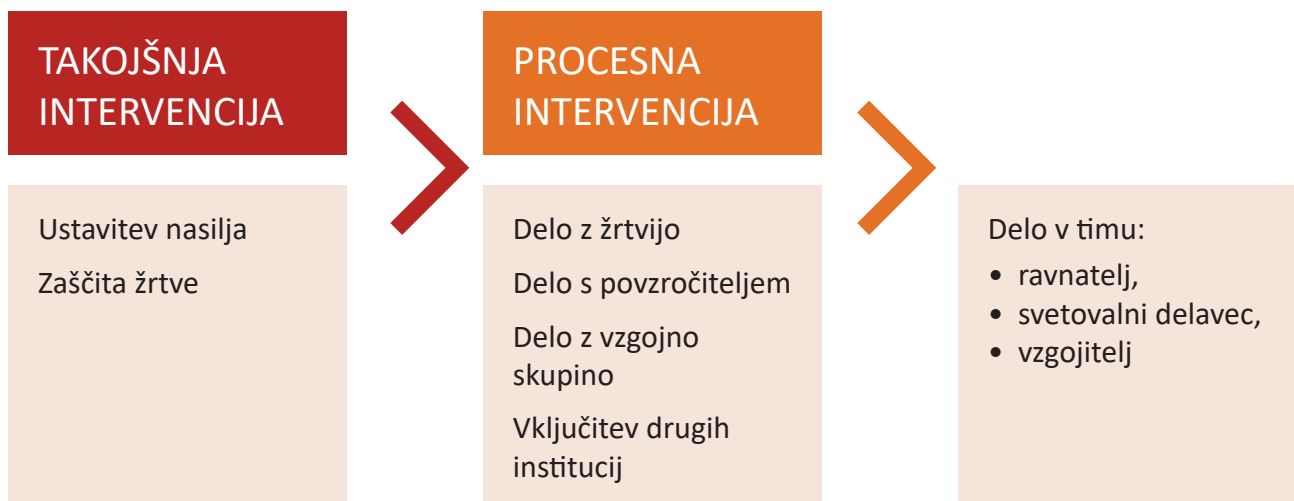 TAKOJŠNJA
INTERVENCIJA
Ustavitev nasilja
Zaščita žrtve
PROCESNA
INTERVENCIJA
Delo z žrtvijo
Delo s povzročiteljem
Delo z vzgojno
skupino
Vključitev drugih
institucij
Delo v timu:
• ravnatelj,
• svetovalni delavec,
• vzgojitelj